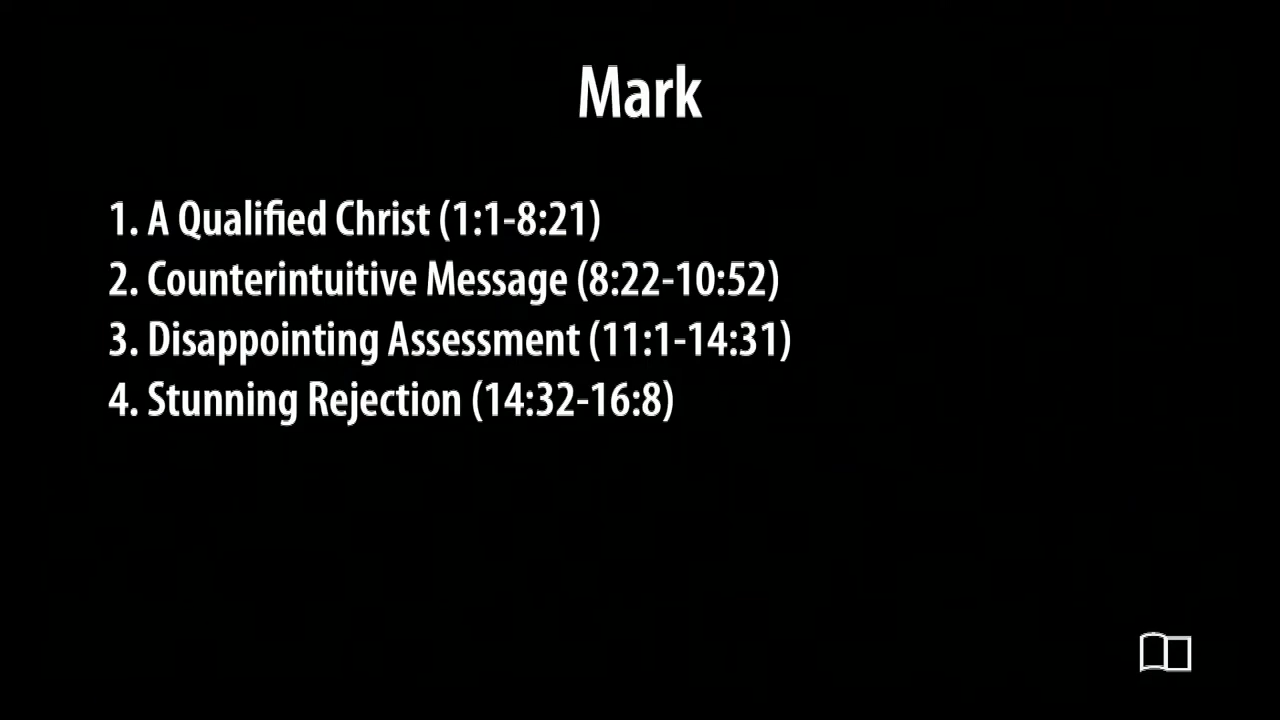 Mark
1. A Qualified Christ (1:1-8:21)
2. Counterintuitive Message (8:22-10:52)
3. Disappointing Assessment (11:1-14:31)
4. Stunning Rejection (14:32-16:8)